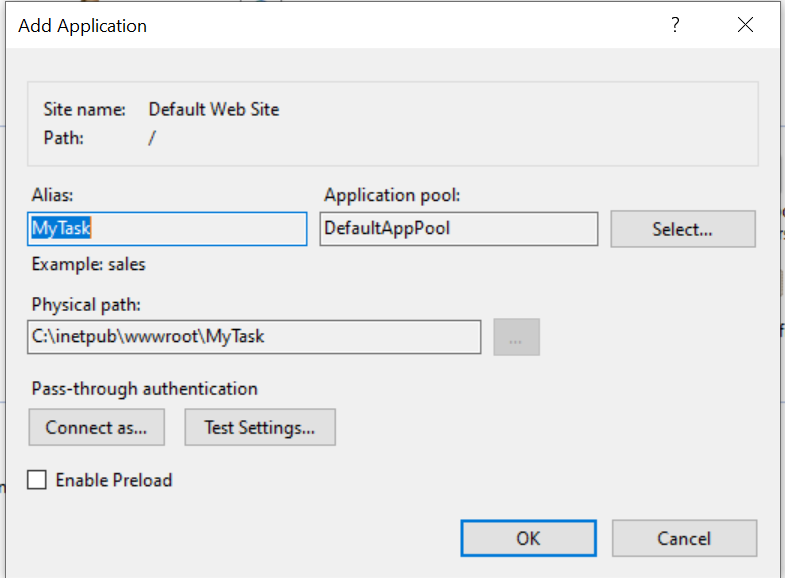 Add Application
?
Site name: Default Web Site
Path: /
Alias: Application pool:
MyTask DefaultAppPool Select...
Example: sales
Physical path:
C:\inetpub\wwwroot\MyTask ...
Pass-through authentication
Connect as... Test Settings...
Enable Preload
OK Cancel